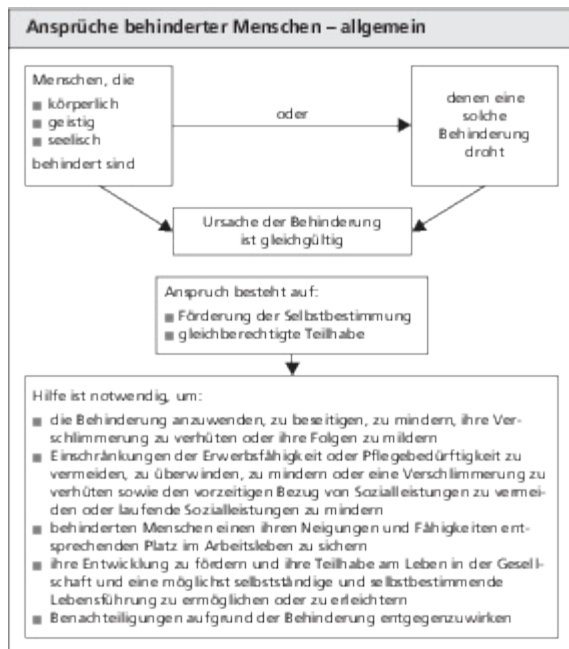 Ansprüche behinderter Menschen – allgemein
Menschen, die
■ körperlich
■ geistig
■ seelisch
behindert sind
oder
denen eine
solche
Behinderung
droht
Ursache der Behinderung
ist gleichgültig
Anspruch besteht auf:
■ Förderung der Selbstbestimmung
■ gleichberechtigte Teilhabe
Hilfe ist notwendig, um:
■ die Behinderung anzuwenden, zu beseitigen, zu mindern, ihre Ver-
schlimmerung zu verhüten oder ihre Folgen zu mildern
■ Einschränkungen der Erwerbsfähigkeit oder Pflegebedürftigkeit zu
vermeiden, zu überwinden, zu mindern oder eine Verschlimmerung zu
verhüten sowie den vorzeitigen Bezug von Sozialleistungen zu vermei-
den oder laufende Sozialleistungen zu mindern
■ behinderten Menschen einen ihren Neigungen und Fähigkeiten ent-
sprechenden Platz im Arbeitsleben zu sichern
■ ihre Entwicklung zu fördern und ihre Teilhabe am Leben in der Gesell-
schaft und eine möglichst selbstständige und selbstbestimmende
Lebensführung zu ermöglichen oder zu erleichtern
■ Benachteiligungen aufgrund der Behinderung entgegenzuwirken